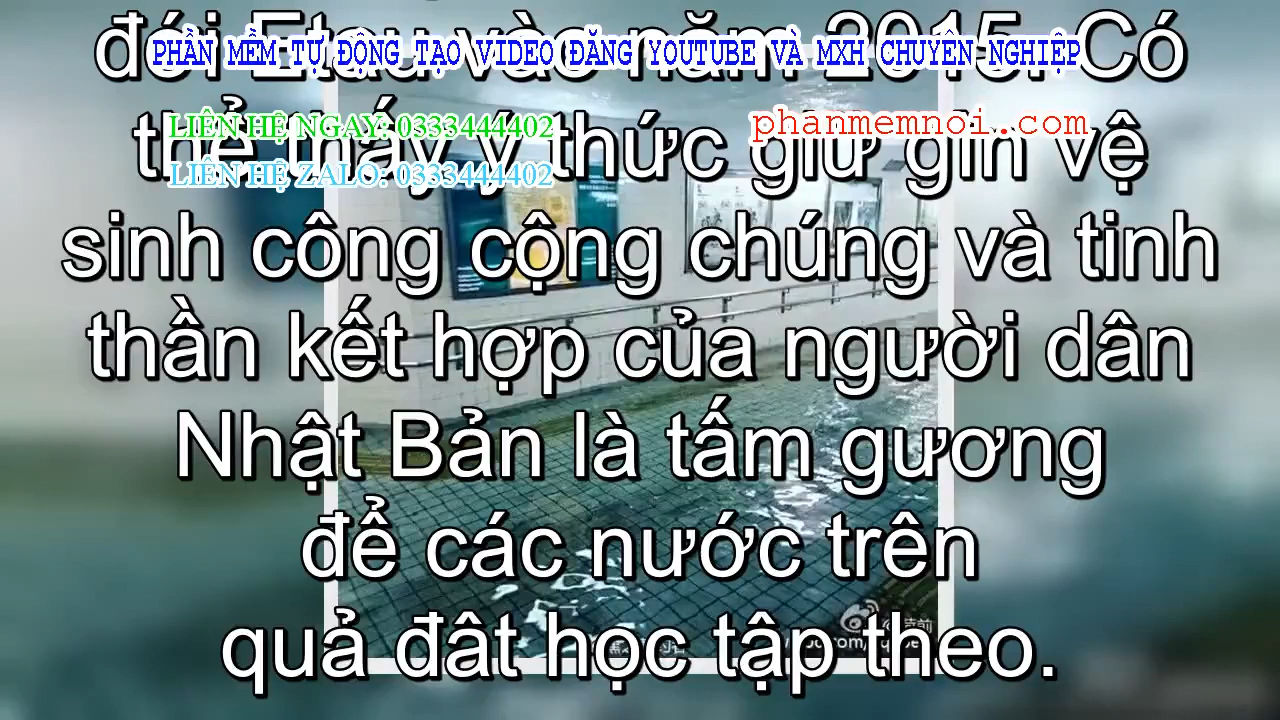 đới Etau vào năm 2015. Có
PHẦN MỀM TỰ ĐỘNG TẠO VIDEO ĐĂNG YOUTUBE VÀ MXH CHUYÊN NGHIỆP
LIÊN HỆ NGAY: 0333444402
phanmemnoi.com
thể thấy ý thức giữ gìn vệ
LIÊN HỆ ZALO: 0333444402
sinh công cộng chúng và tinh
thần kết hợp của người dân
Nhật Bản là tấm gương
để các nước trên
quả đât học tập theo.